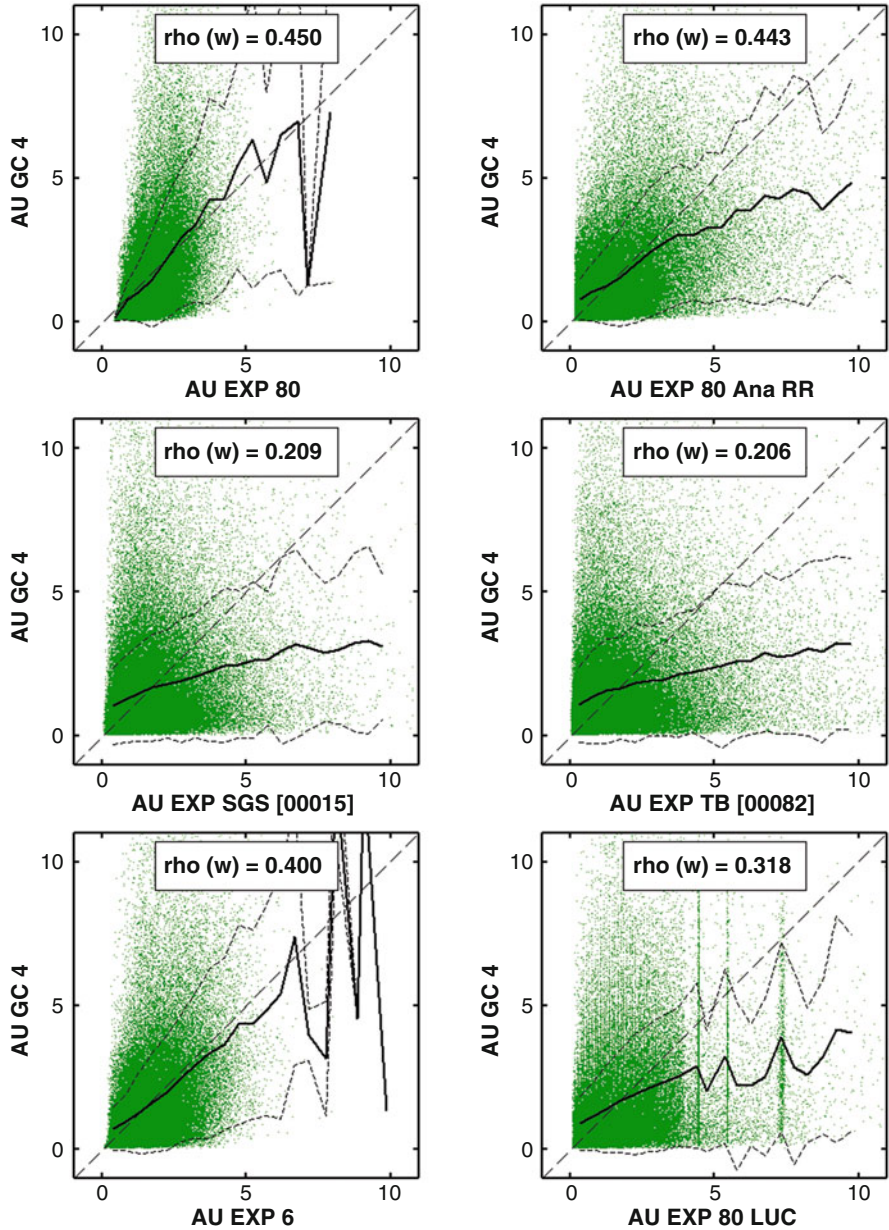 rho (w) = 0.450
AU GC 4
10
5
0
0
5
10
AU EXP 80
rho (w) = 0.443
AU GC 4
10
5
0
0
5
10
AU EXP 80 Ana RR
rho (w) = 0.209
AU GC 4
10
5
0
0
5
10
AU EXP SGS [00015]
rho (w) = 0.206
AU GC 4
10
5
0
0
5
10
AU EXP TB [00082]
rho (w) = 0.400
AU GC 4
10
5
0
0
5
10
AU EXP 6
rho (w) = 0.318
AU GC 4
10
5
0
0
5
10
AU EXP 80 LUC